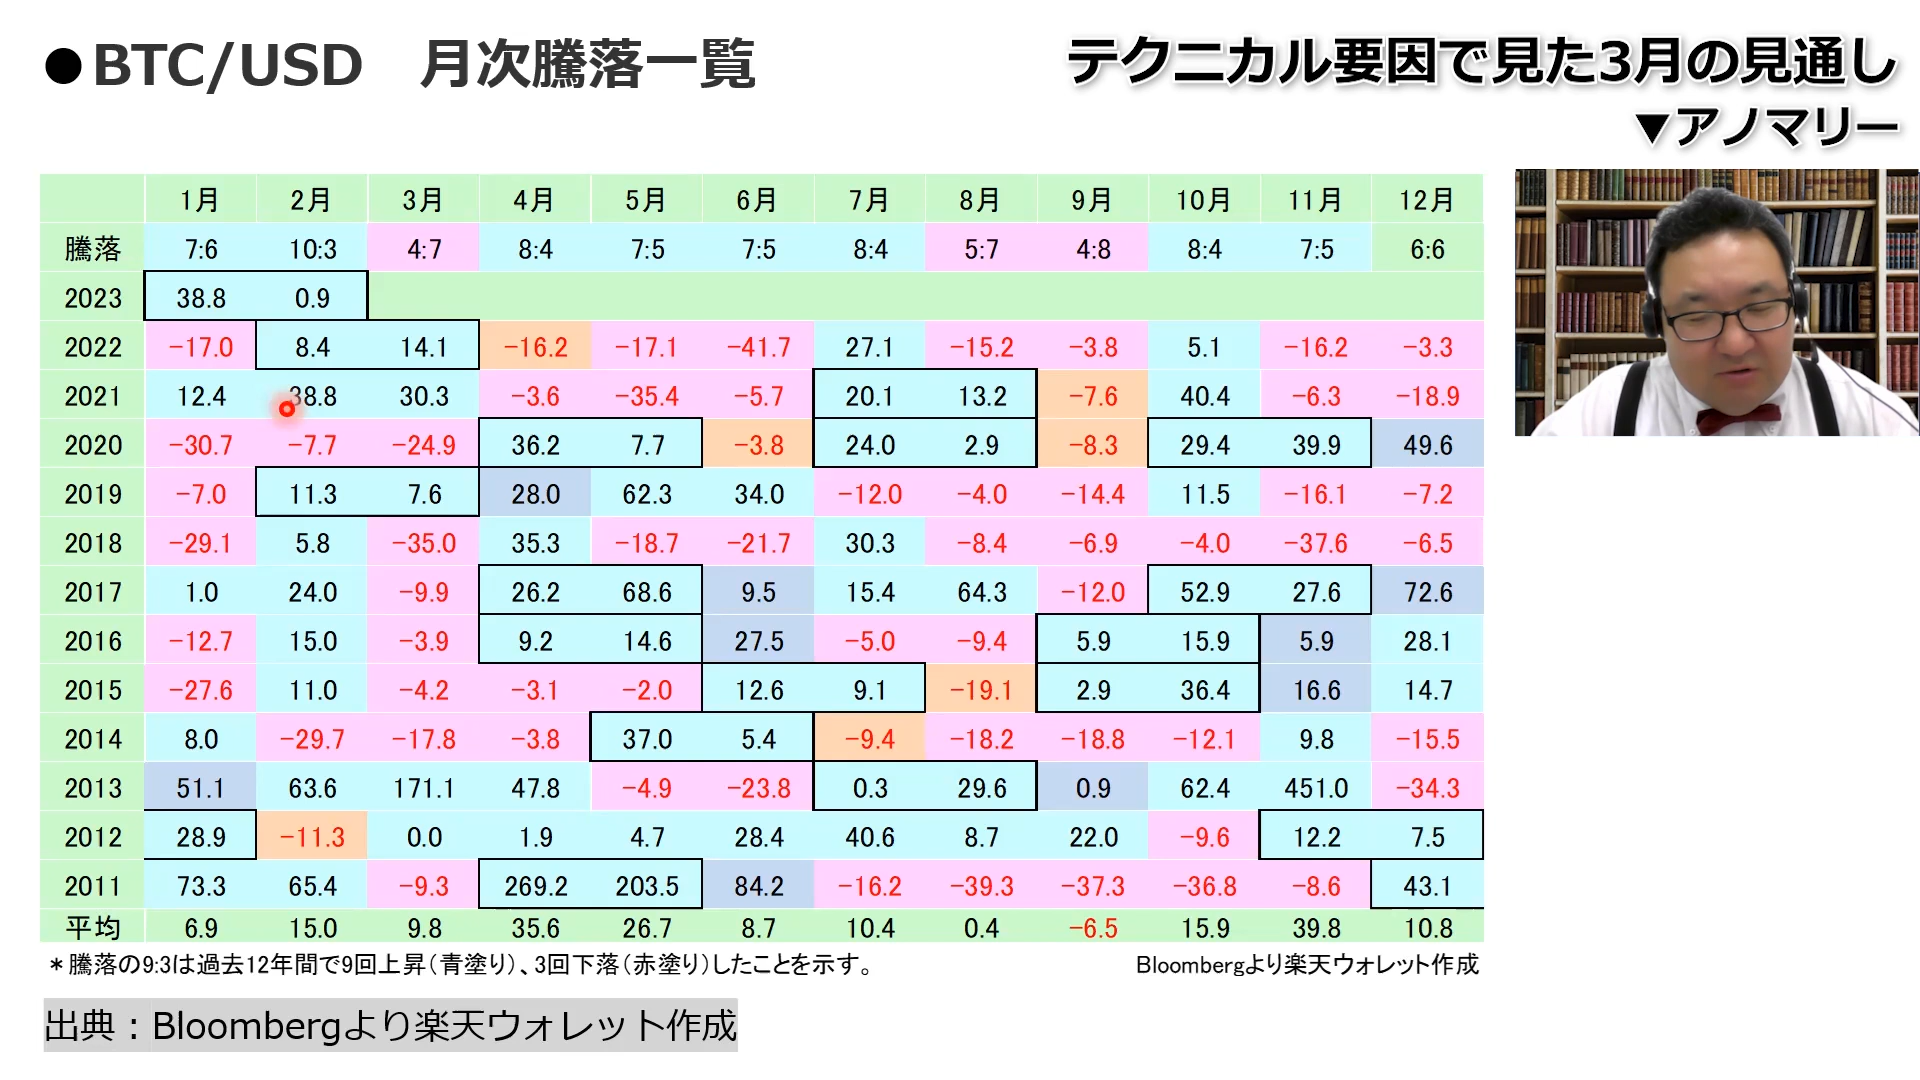 ●BTC/USD　月次騰落一覧
テクニカル要因で見た3月の見通し
▼アノマリー
1月 2月 3月 4月 5月 6月 7月 8月 9月 10月 11月 12月
騰落 7:6 10:3 4:7 8:4 7:5 7:5 8:4 5:7 4:8 8:4 7:5 6:6
2023 38.8 0.9
2022 -17.0 8.4 14.1 -16.2 -17.1 -41.7 27.1 -15.2 -3.8 5.1 -16.2 -3.3
2021 12.4 38.8 30.3 -3.6 -35.4 -5.7 20.1 13.2 -7.6 40.4 -6.3 -18.9
2020 -30.7 -7.7 -24.9 36.2 7.7 -3.8 24.0 2.9 -8.3 29.4 39.9 49.6
2019 -7.0 11.3 7.6 28.0 62.3 34.0 -12.0 -4.0 -14.4 11.5 -16.1 -7.2
2018 -29.1 5.8 -35.0 35.3 -18.7 -21.7 30.3 -8.4 -6.9 -4.0 -37.6 -6.5
2017 1.0 24.0 -9.9 26.2 68.6 9.5 15.4 64.3 -12.0 52.9 27.6 72.6
2016 -12.7 15.0 -3.9 9.2 14.6 27.5 -5.0 -9.4 5.9 15.9 5.9 28.1
2015 -27.6 11.0 -4.2 -3.1 -2.0 12.6 9.1 -19.1 2.9 36.4 16.6 14.7
2014 8.0 -29.7 -17.8 -3.8 37.0 5.4 -9.4 -18.2 -18.8 -12.1 9.8 -15.5
2013 51.1 63.6 171.1 47.8 -4.9 -23.8 0.3 29.6 0.9 62.4 451.0 -34.3
2012 28.9 -11.3 0.0 1.9 4.7 28.4 40.6 8.7 22.0 -9.6 12.2 7.5
2011 73.3 65.4 -9.3 269.2 203.5 84.2 -16.2 -39.3 -37.3 -36.8 -8.6 43.1
平均 6.9 15.0 9.8 35.6 26.7 8.7 10.4 0.4 -6.5 15.9 39.8 10.8
＊騰落の9:3は過去12年間で9回上昇（青塗り）、3回下落（赤塗り）したことを示す。
Bloombergより楽天ウォレット作成
出典：Bloombergより楽天ウォレット作成